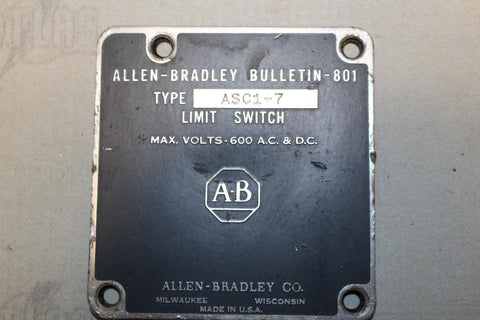 ALLEN-BRADLEY BULLETIN-801
TYPE ASC1-7
LIMIT SWITCH
MAX. VOLTS-600 A.C. & D.C.
A-B
ALLEN-BRADLEY CO.
MILWAUKEE WISCONSIN
MADE IN U.S.A.